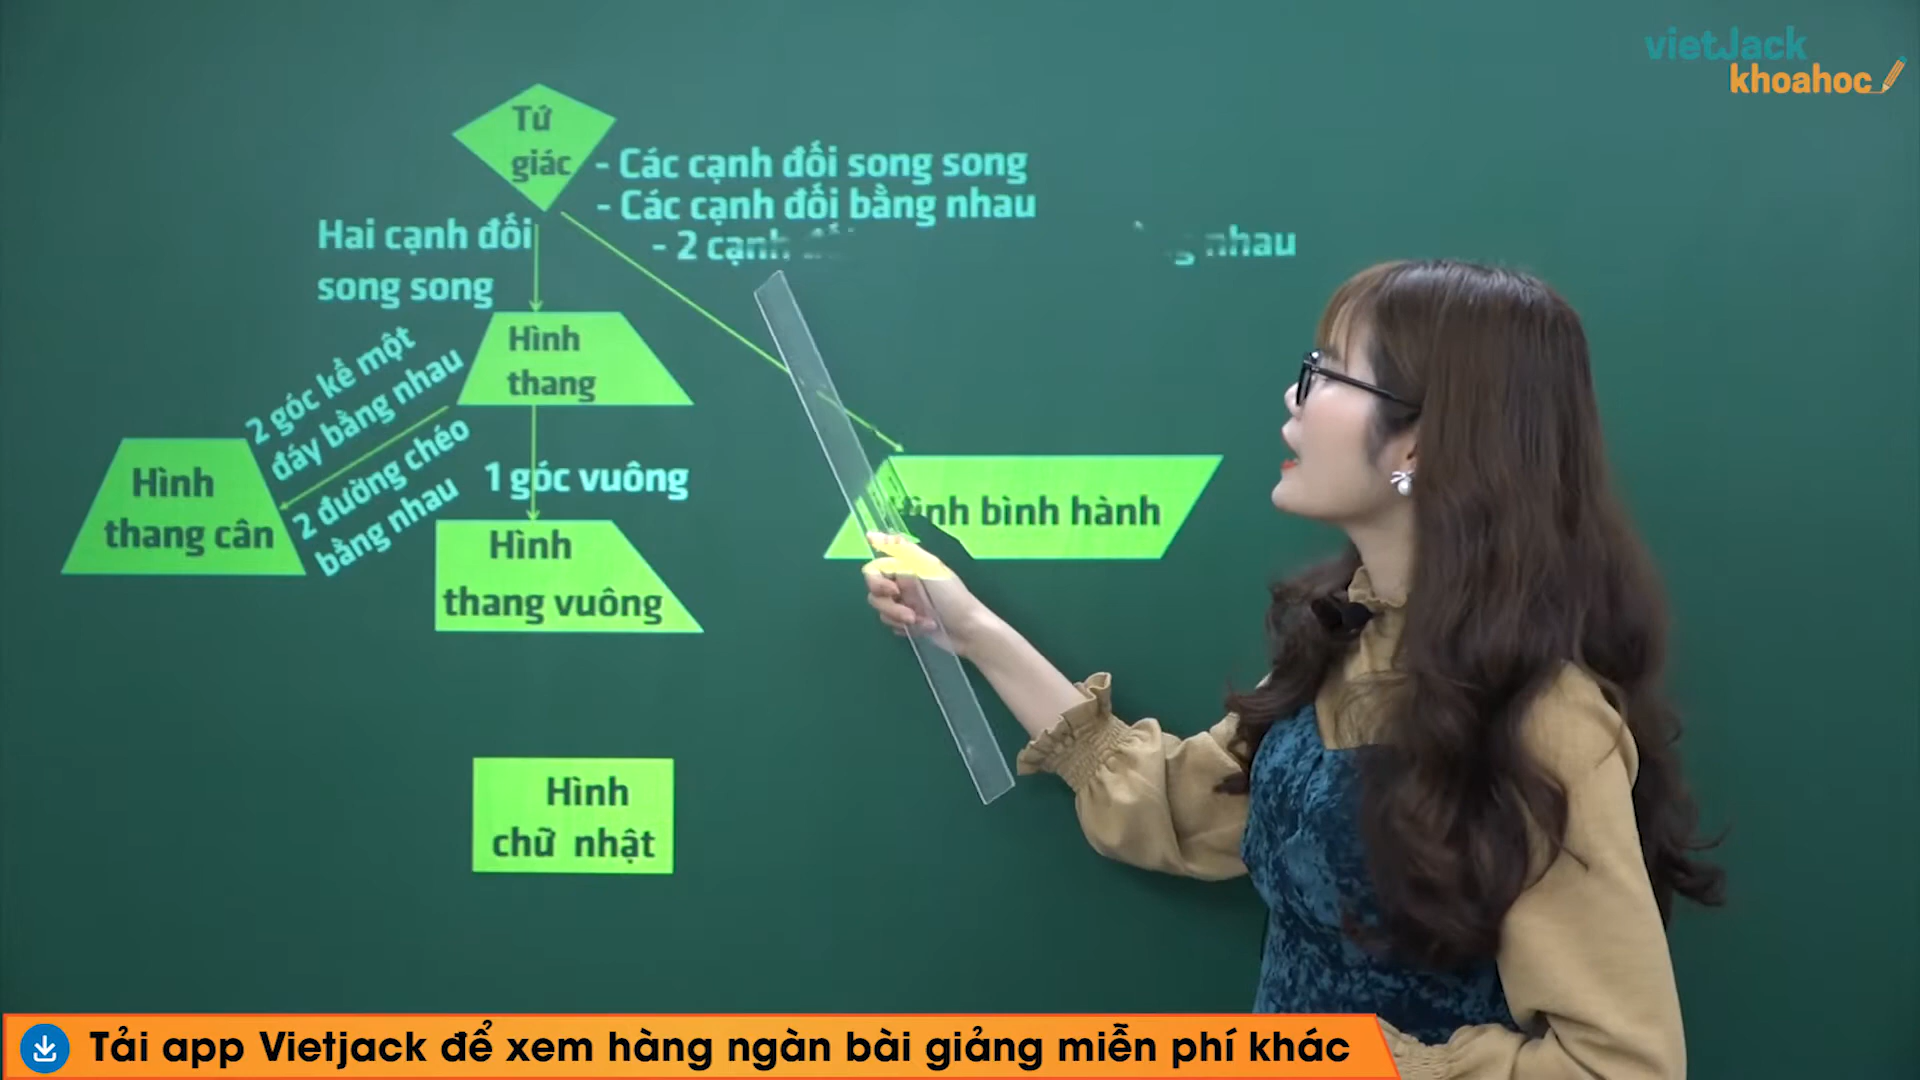 vietJack
khoahoc
Tứ
giác
- Các cạnh đối song song
- Các cạnh đối bằng nhau
- 2 cạnh
nhau
Hai cạnh đối
song song
Hình
thang
2 góc kề một
đáy bằng nhau
2 đường chéo
bằng nhau
1 góc vuông
Hình
thang cân
Hình
thang vuông
bình hành
Hình
chữ nhật
Tải app Vietjack để xem hàng ngàn bài giảng miễn phí khác